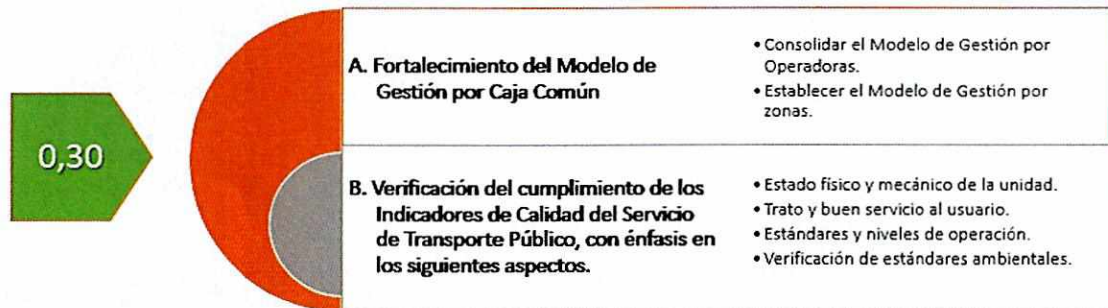 0,30
A. Fortalecimiento del Modelo de
Gestión por Caja Común
• Consolidar el Modelo de Gestión por
Operadoras.
• Establecer el Modelo de Gestión por
zonas.
B. Verificación del cumplimiento de los
Indicadores de Calidad del Servicio
de Transporte Público, con énfasis en
los siguientes aspectos.
• Estado físico y mecánico de la unidad.
• Trato y buen servicio al usuario.
• Estándares y niveles de operación.
• Verificación de estándares ambientales.